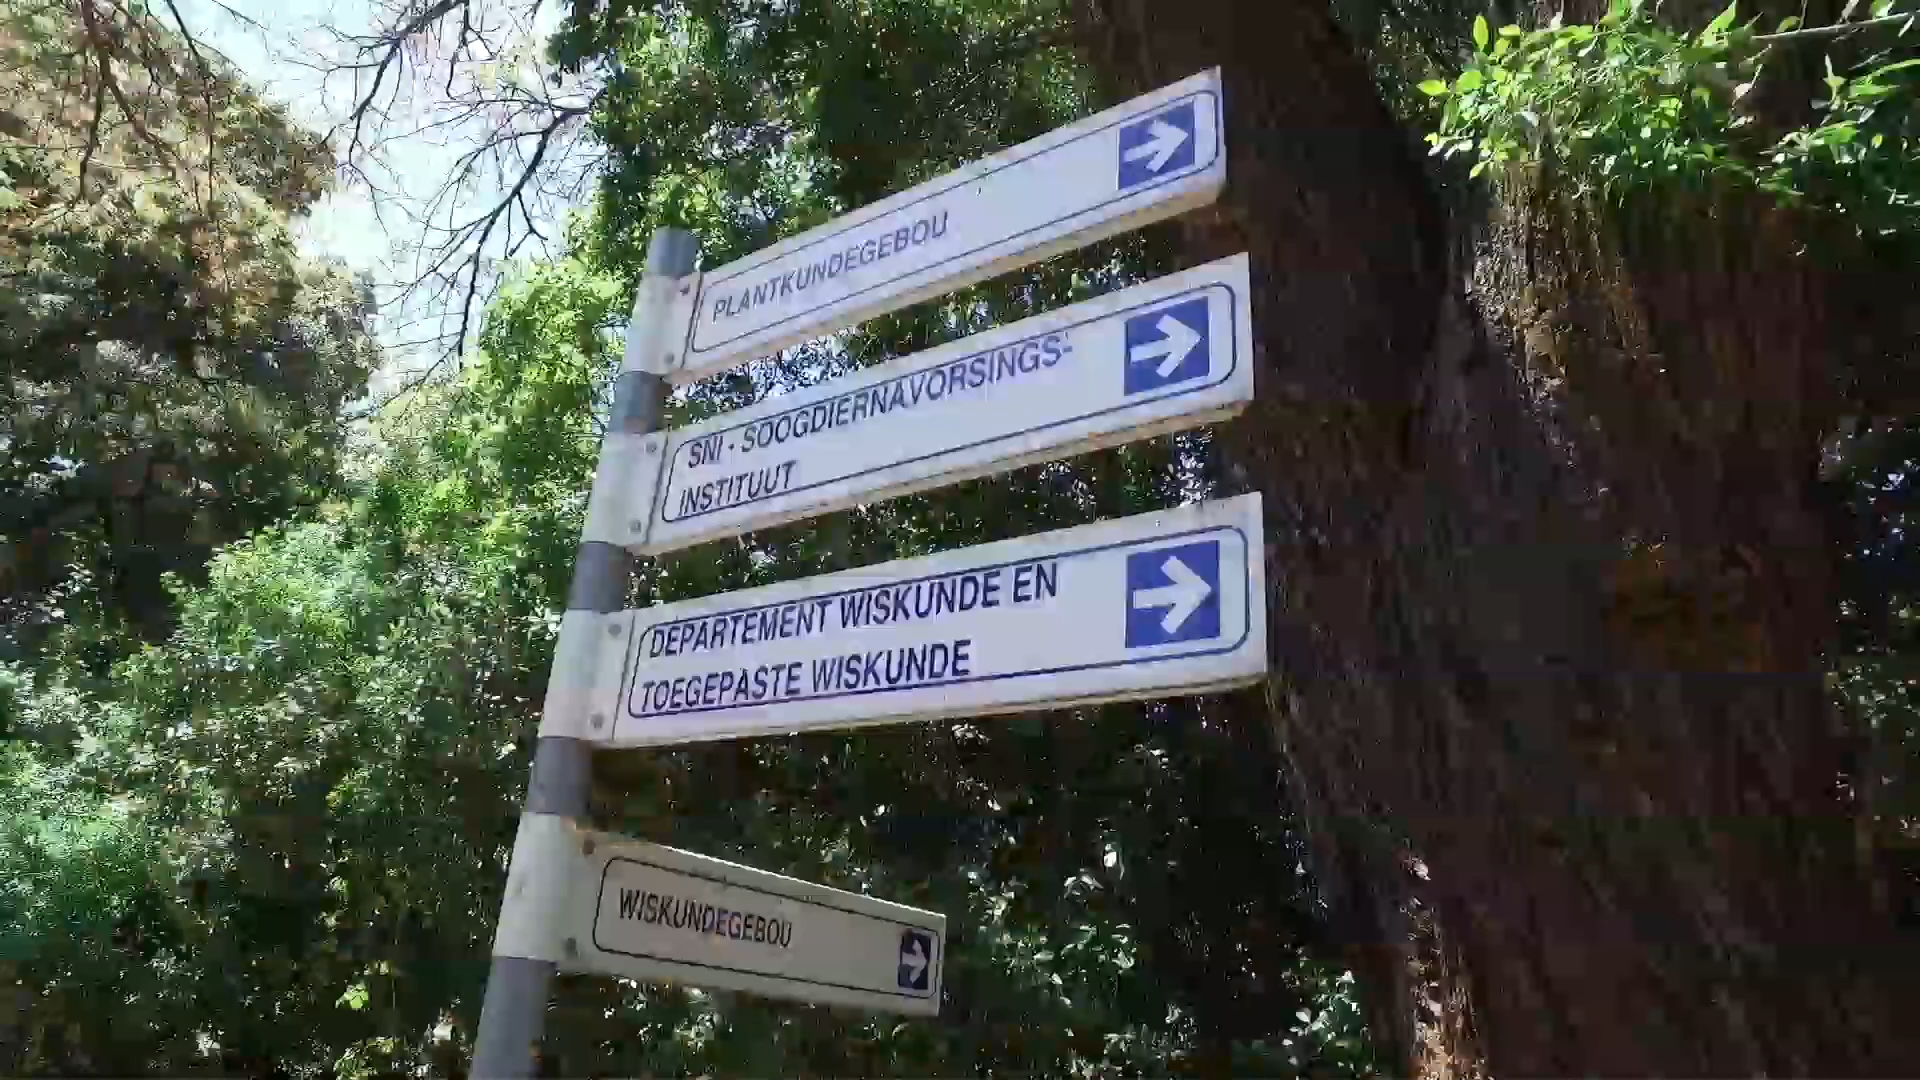 PLANTKUNDEGEBOU
SNI - SOOGDIERNAVORSINGS-
INSTITUUT
DEPARTEMENT WISKUNDE EN
TOEGEPASTE WISKUNDE
WISKUNDEGEBOU